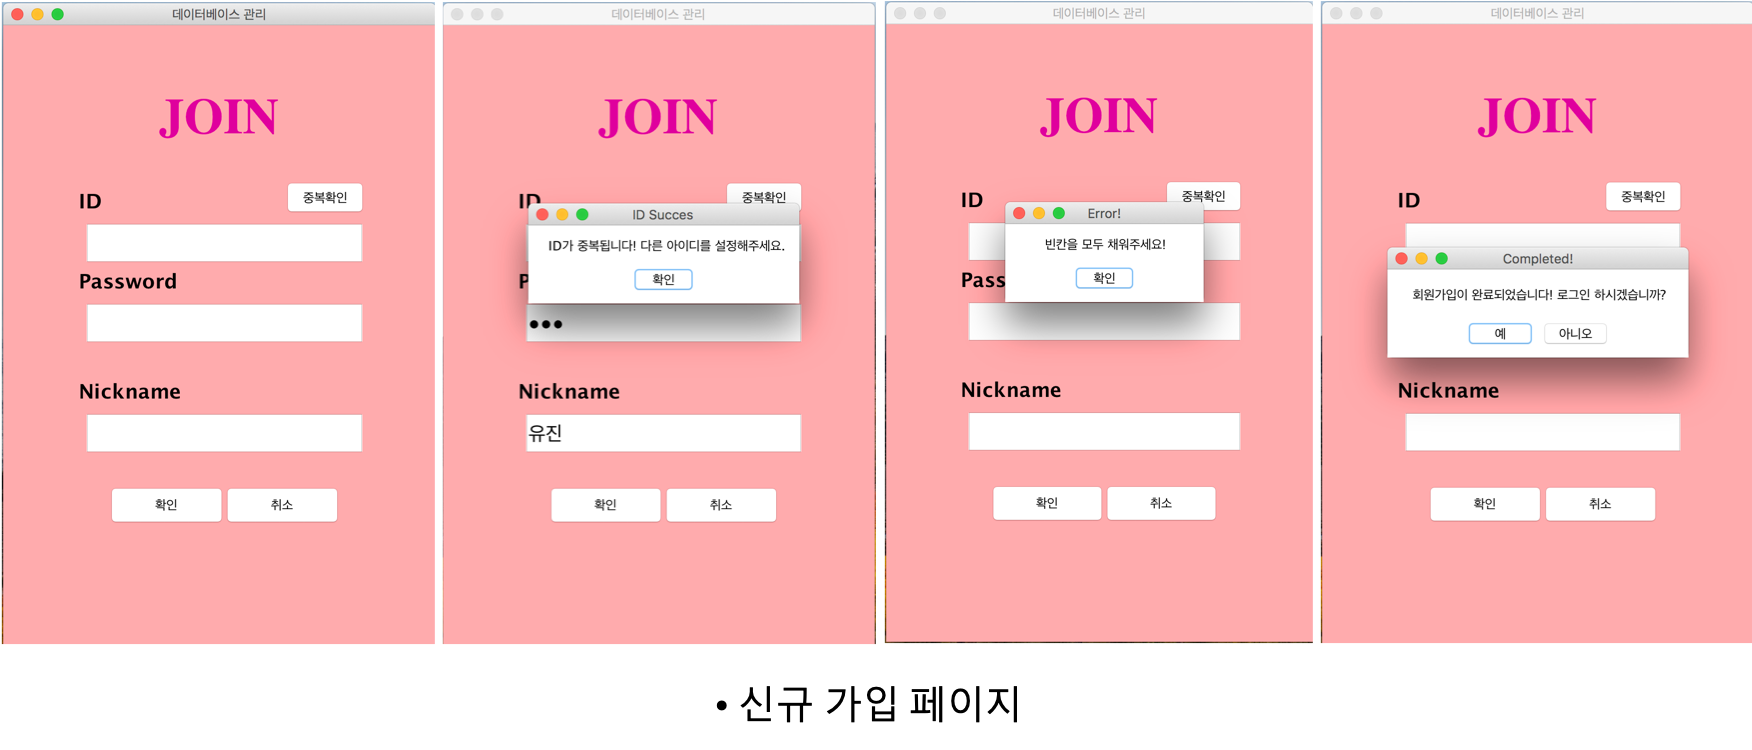 데이터베이스 관리
JOIN
ID
중복확인
Password
Nickname
확인
취소
데이터베이스 관리
JOIN
ID
중복확인
ID Succes
ID가 중복됩니다! 다른 아이디를 설정해주세요.
확인
P
●●●
Nickname
유진
확인
취소
데이터베이스 관리
JOIN
ID
중복확인
Error!
빈칸을 모두 채워주세요!
확인
Pass
Nickname
확인
취소
데이터베이스 관리
JOIN
ID
중복확인
Completed!
회원가입이 완료되었습니다! 로그인 하시겠습니까?
예
아니오
Nickname
확인
취소
• 신규 가입 페이지